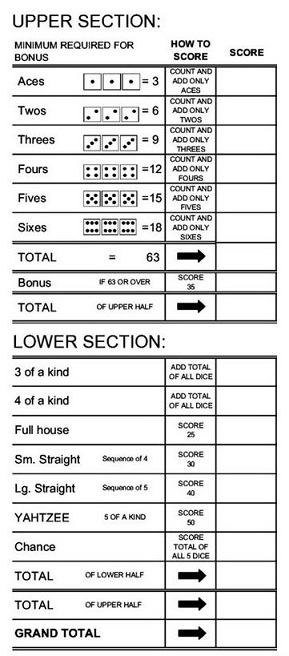 UPPER SECTION:
MINIMUM REQUIRED FOR
BONUS
HOW TO
SCORE
SCORE
Aces = 3 COUNT AND
ADD ONLY
ACES
Twos = 6 COUNT AND
ADD ONLY
TWOS
Threes = 9 COUNT AND
ADD ONLY
THREES
Fours =12 COUNT AND
ADD ONLY
FOURS
Fives =15 COUNT AND
ADD ONLY
FIVES
Sixes =18 COUNT AND
ADD ONLY
SIXES
TOTAL = 63
Bonus IF 63 OR OVER SCORE
35
TOTAL OF UPPER HALF
LOWER SECTION:
3 of a kind ADD TOTAL
OF ALL DICE
4 of a kind ADD TOTAL
OF ALL DICE
Full house SCORE
25
Sm. Straight Sequence of 4 SCORE
30
Lg. Straight Sequence of 5 SCORE
40
YAHTZEE 5 OF A KIND SCORE
50
Chance SCORE
TOTAL OF
ALL 5 DICE
TOTAL OF LOWER HALF
TOTAL OF UPPER HALF
GRAND TOTAL